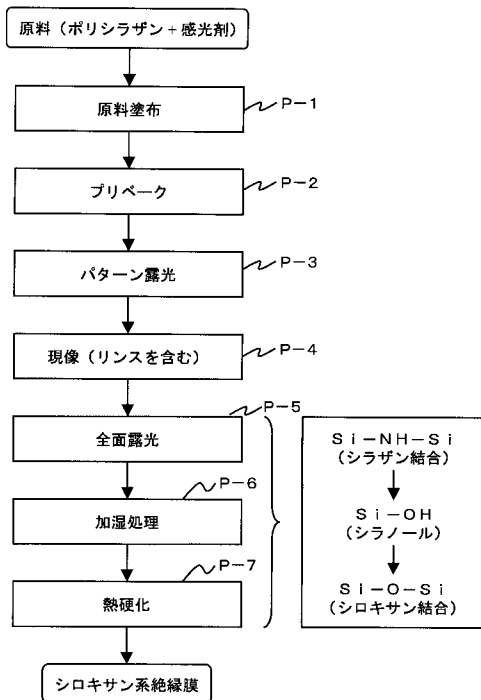 原料（ポリシラザン＋感光剤）
原料塗布
P－1
プリベーク
P－2
パターン露光
P－3
現像（リンスを含む）
P－4
P－5
全面露光
P－6
加湿処理
P－7
熱硬化
シロキサン系絶縁膜
Si－NH－Si
（シラザン結合）
Si－OH
（シラノール）
Si－O－Si
（シロキサン結合）